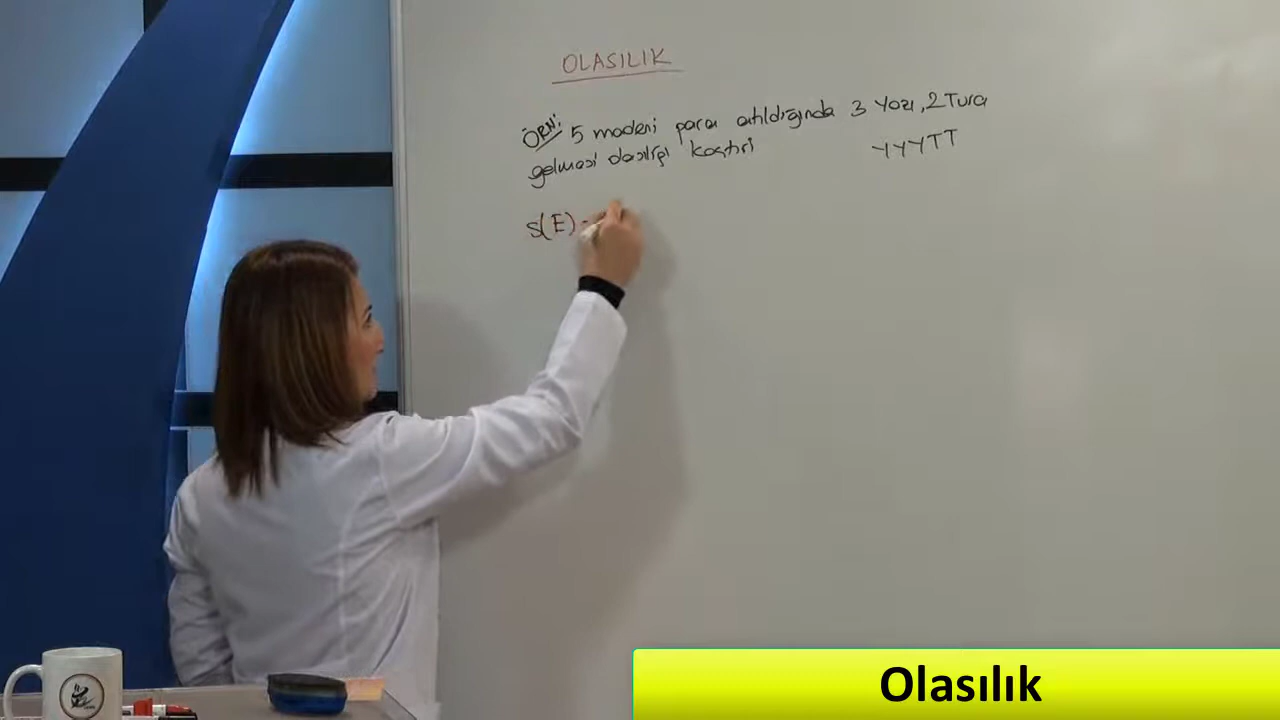 OLASILIK
ÖRN: 5 madeni para atıldığında 3 Yazı, 2 Tura
gelmesi olasılığı kaçtır?
YYYTT
S(E) =
Olasılık